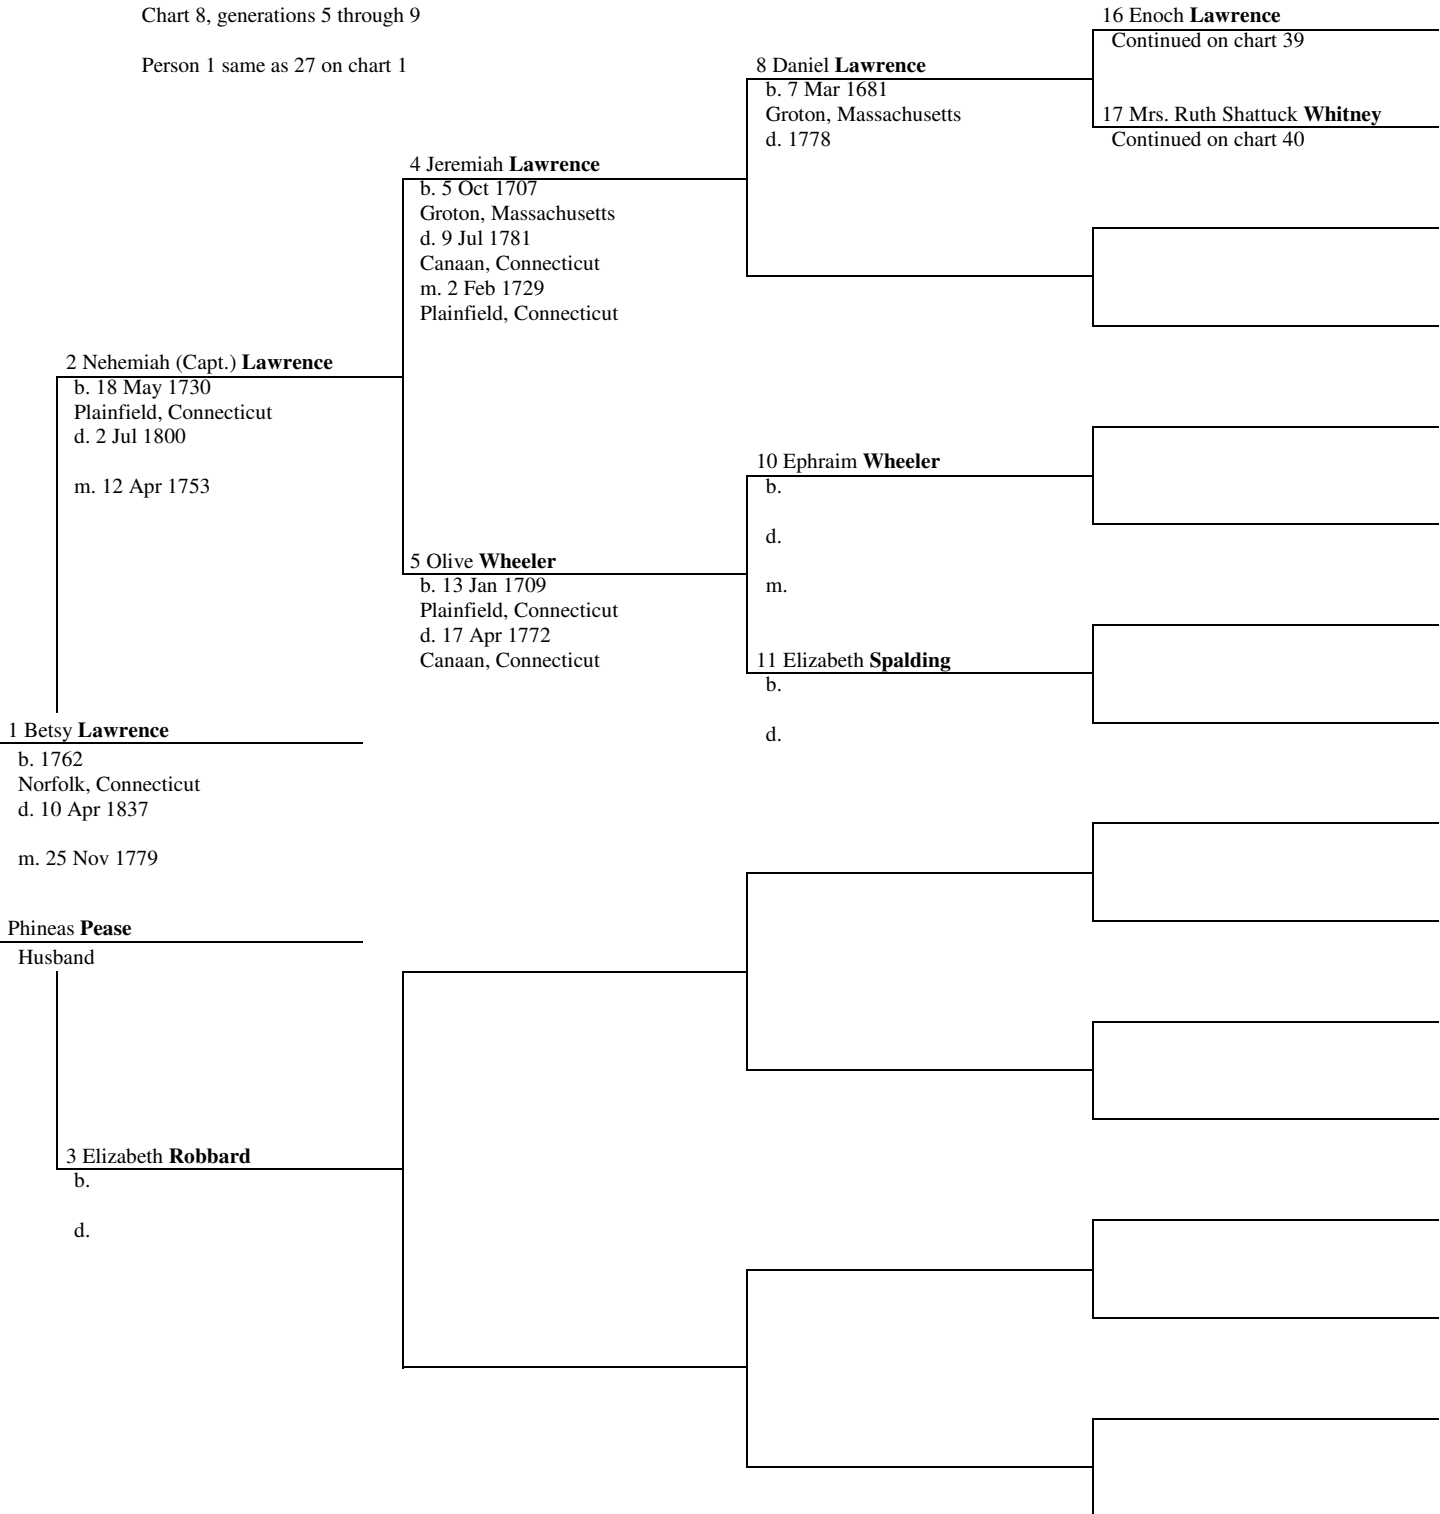 Chart 8, generations 5 through 9
Person 1 same as 27 on chart 1
16 Enoch Lawrence
Continued on chart 39
8 Daniel Lawrence
b. 7 Mar 1681
Groton, Massachusetts
d. 1778
17 Mrs. Ruth Shattuck Whitney
Continued on chart 40
4 Jeremiah Lawrence
b. 5 Oct 1707
Groton, Massachusetts
d. 9 Jul 1781
Canaan, Connecticut
m. 2 Feb 1729
Plainfield, Connecticut
2 Nehemiah (Capt.) Lawrence
b. 18 May 1730
Plainfield, Connecticut
d. 2 Jul 1800
m. 12 Apr 1753
10 Ephraim Wheeler
b.
d.
m.
5 Olive Wheeler
b. 13 Jan 1709
Plainfield, Connecticut
d. 17 Apr 1772
Canaan, Connecticut
11 Elizabeth Spalding
b.
d.
1 Betsy Lawrence
b. 1762
Norfolk, Connecticut
d. 10 Apr 1837
m. 25 Nov 1779
Phineas Pease
Husband
3 Elizabeth Robbard
b.
d.